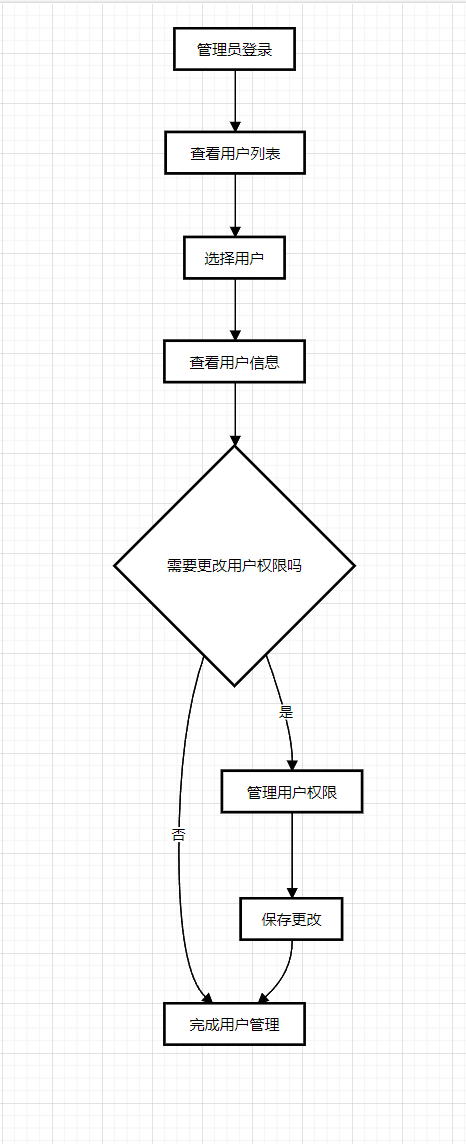 管理员登录
查看用户列表
选择用户
查看用户信息
需要更改用户权限吗
是
管理用户权限
否
保存更改
完成用户管理